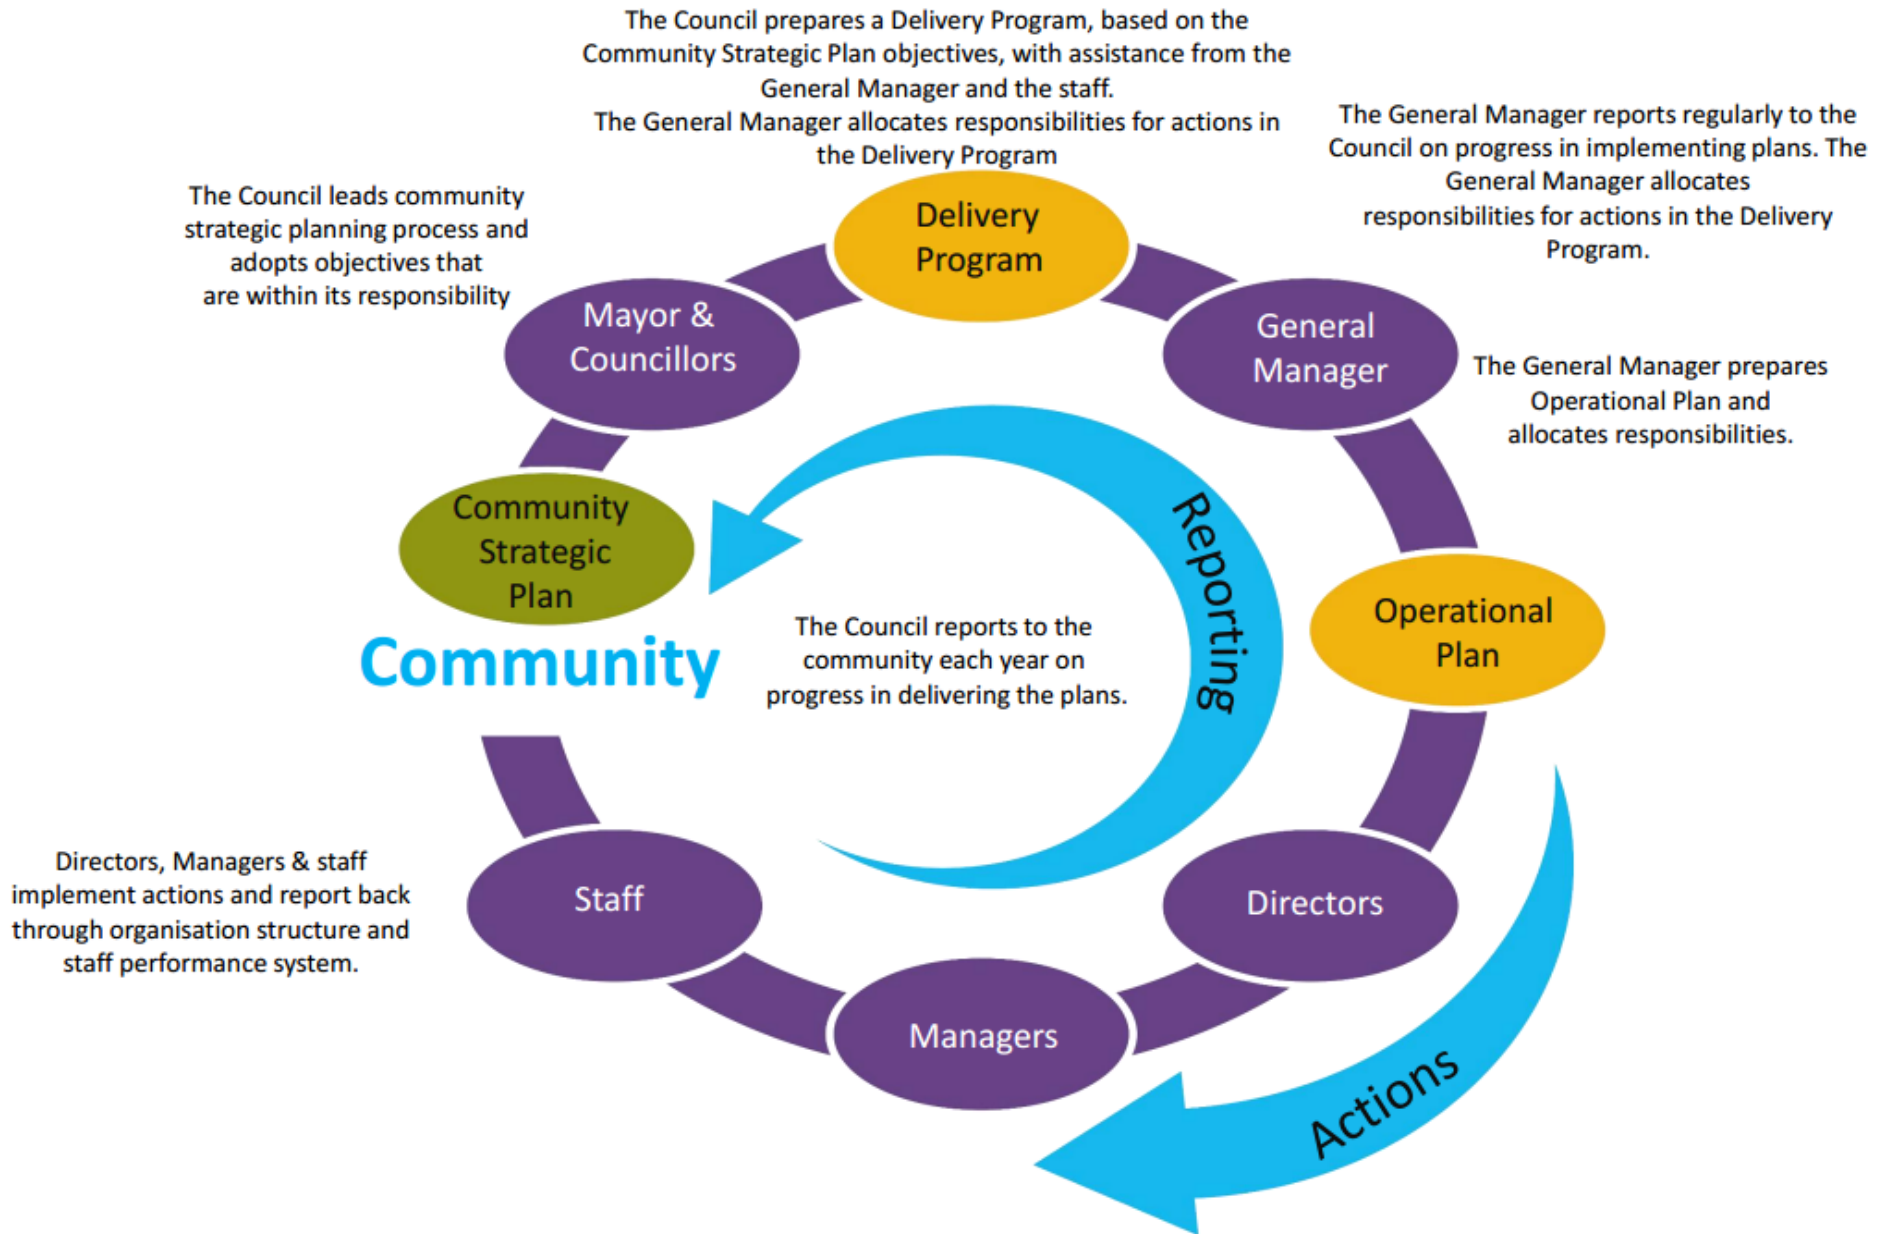 The Council prepares a Delivery Program, based on the
Community Strategic Plan objectives, with assistance from the
General Manager and the staff.
The General Manager allocates responsibilities for actions in
the Delivery Program
The General Manager reports regularly to the
Council on progress in implementing plans. The
General Manager allocates
responsibilities for actions in the Delivery
Program.
The Council leads community
strategic planning process and
adopts objectives that
are within its responsibility
Delivery
Program
Mayor &
Councillors
General
Manager
The General Manager prepares
Operational Plan and
allocates responsibilities.
Community
Strategic
Plan
Community
Reporting
The Council reports to the
community each year on
progress in delivering the plans.
Operational
Plan
Directors, Managers & staff
implement actions and report back
through organisation structure and
staff performance system.
Staff
Directors
Managers
Actions